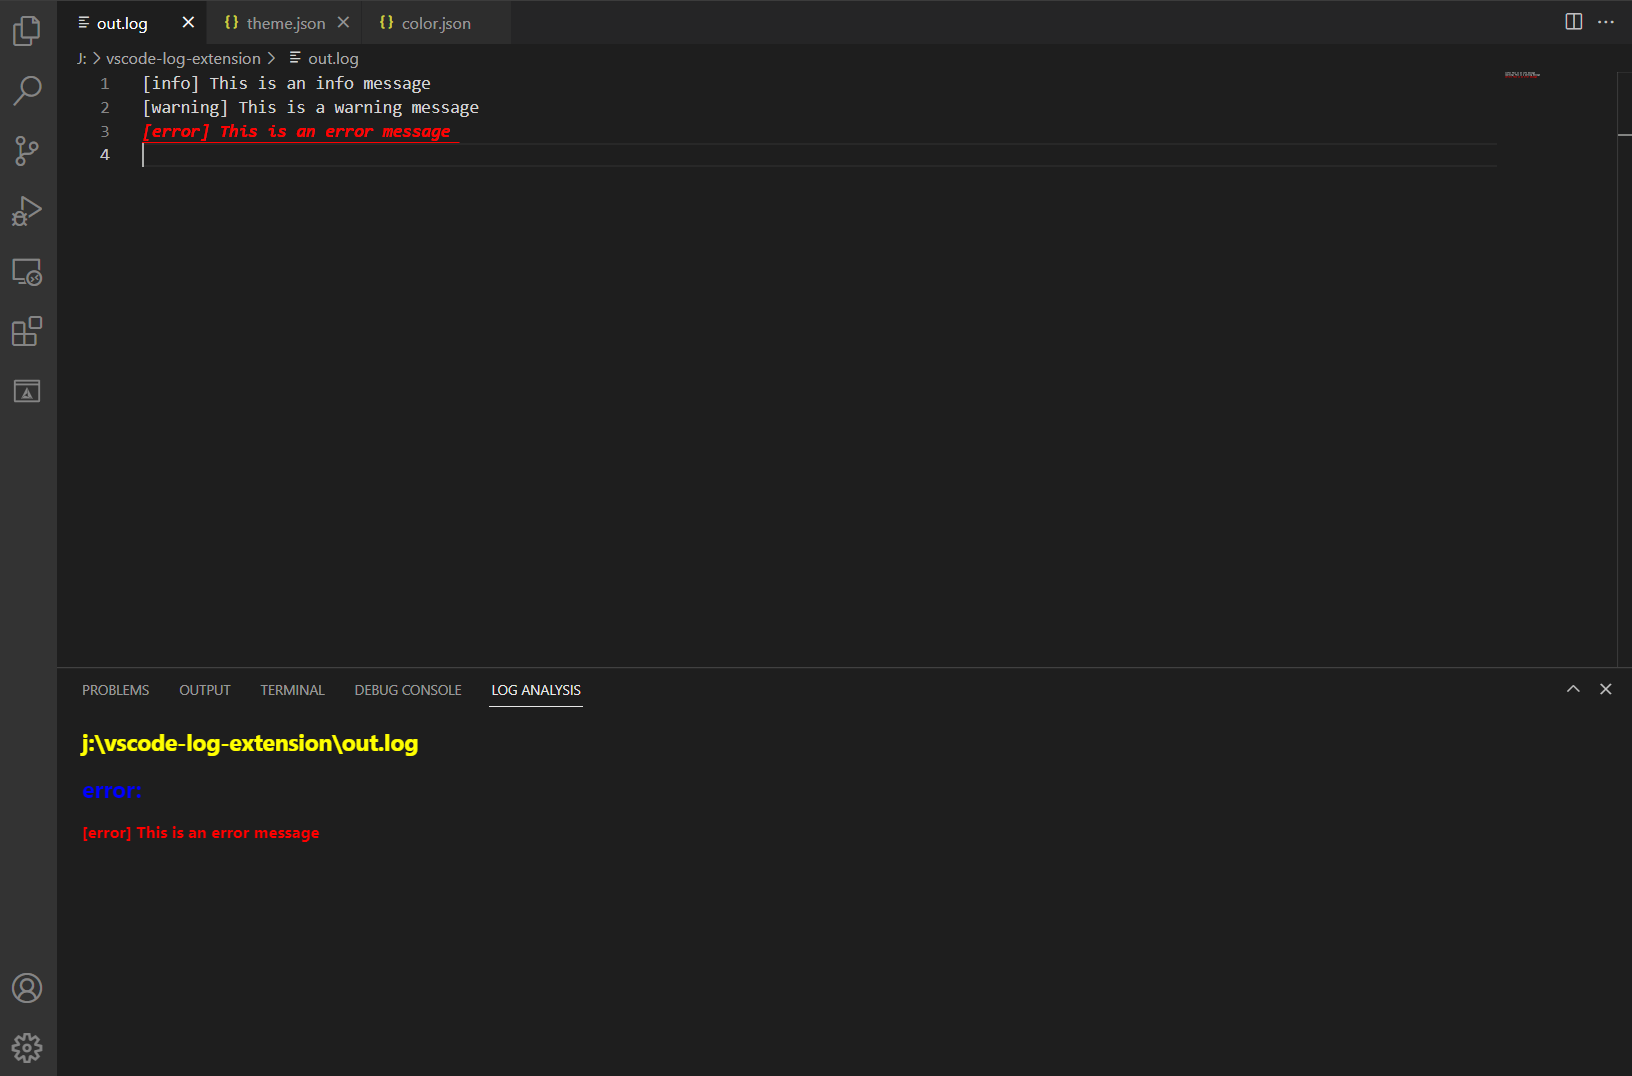 out.log theme.json color.json
J: vscode-log-extension out.log
1 [info] This is an info message
2 [warning] This is a warning message
3 [error] This is an error message
4
PROBLEMS OUTPUT TERMINAL DEBUG CONSOLE LOG ANALYSIS
j:\vscode-log-extension\out.log
error:
[error] This is an error message